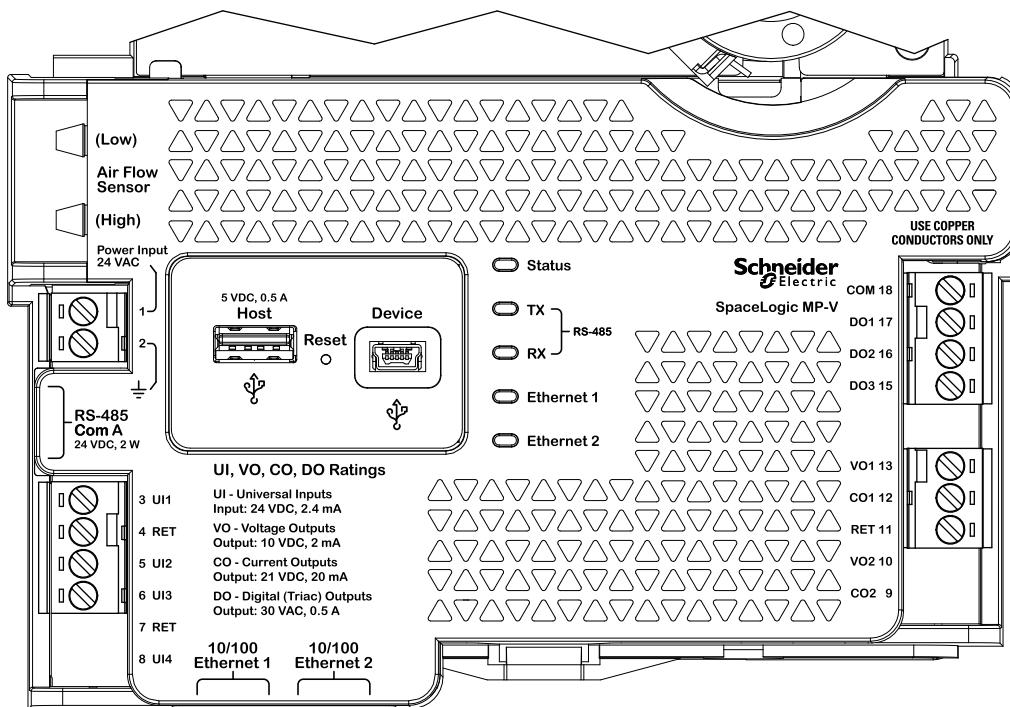 (Low)
Air Flow
Sensor
(High)
Power Input
24 VAC
1
2
RS-485
Com A
24 VDC, 2 W
3 UI1
4 RET
5 UI2
6 UI3
7 RET
8 UI4
5 VDC, 0.5 A
Host
Reset
Device
Status
TX
RX
RS-485
Ethernet 1
Ethernet 2
UI, VO, CO, DO Ratings
UI - Universal Inputs
Input: 24 VDC, 2.4 mA
VO - Voltage Outputs
Output: 10 VDC, 2 mA
CO - Current Outputs
Output: 21 VDC, 20 mA
DO - Digital (Triac) Outputs
Output: 30 VAC, 0.5 A
10/100
Ethernet 1
10/100
Ethernet 2
USE COPPER
CONDUCTORS ONLY
Schneider
Electric
SpaceLogic MP-V
COM 18
DO1 17
DO2 16
DO3 15
VO1 13
CO1 12
RET 11
VO2 10
CO2 9